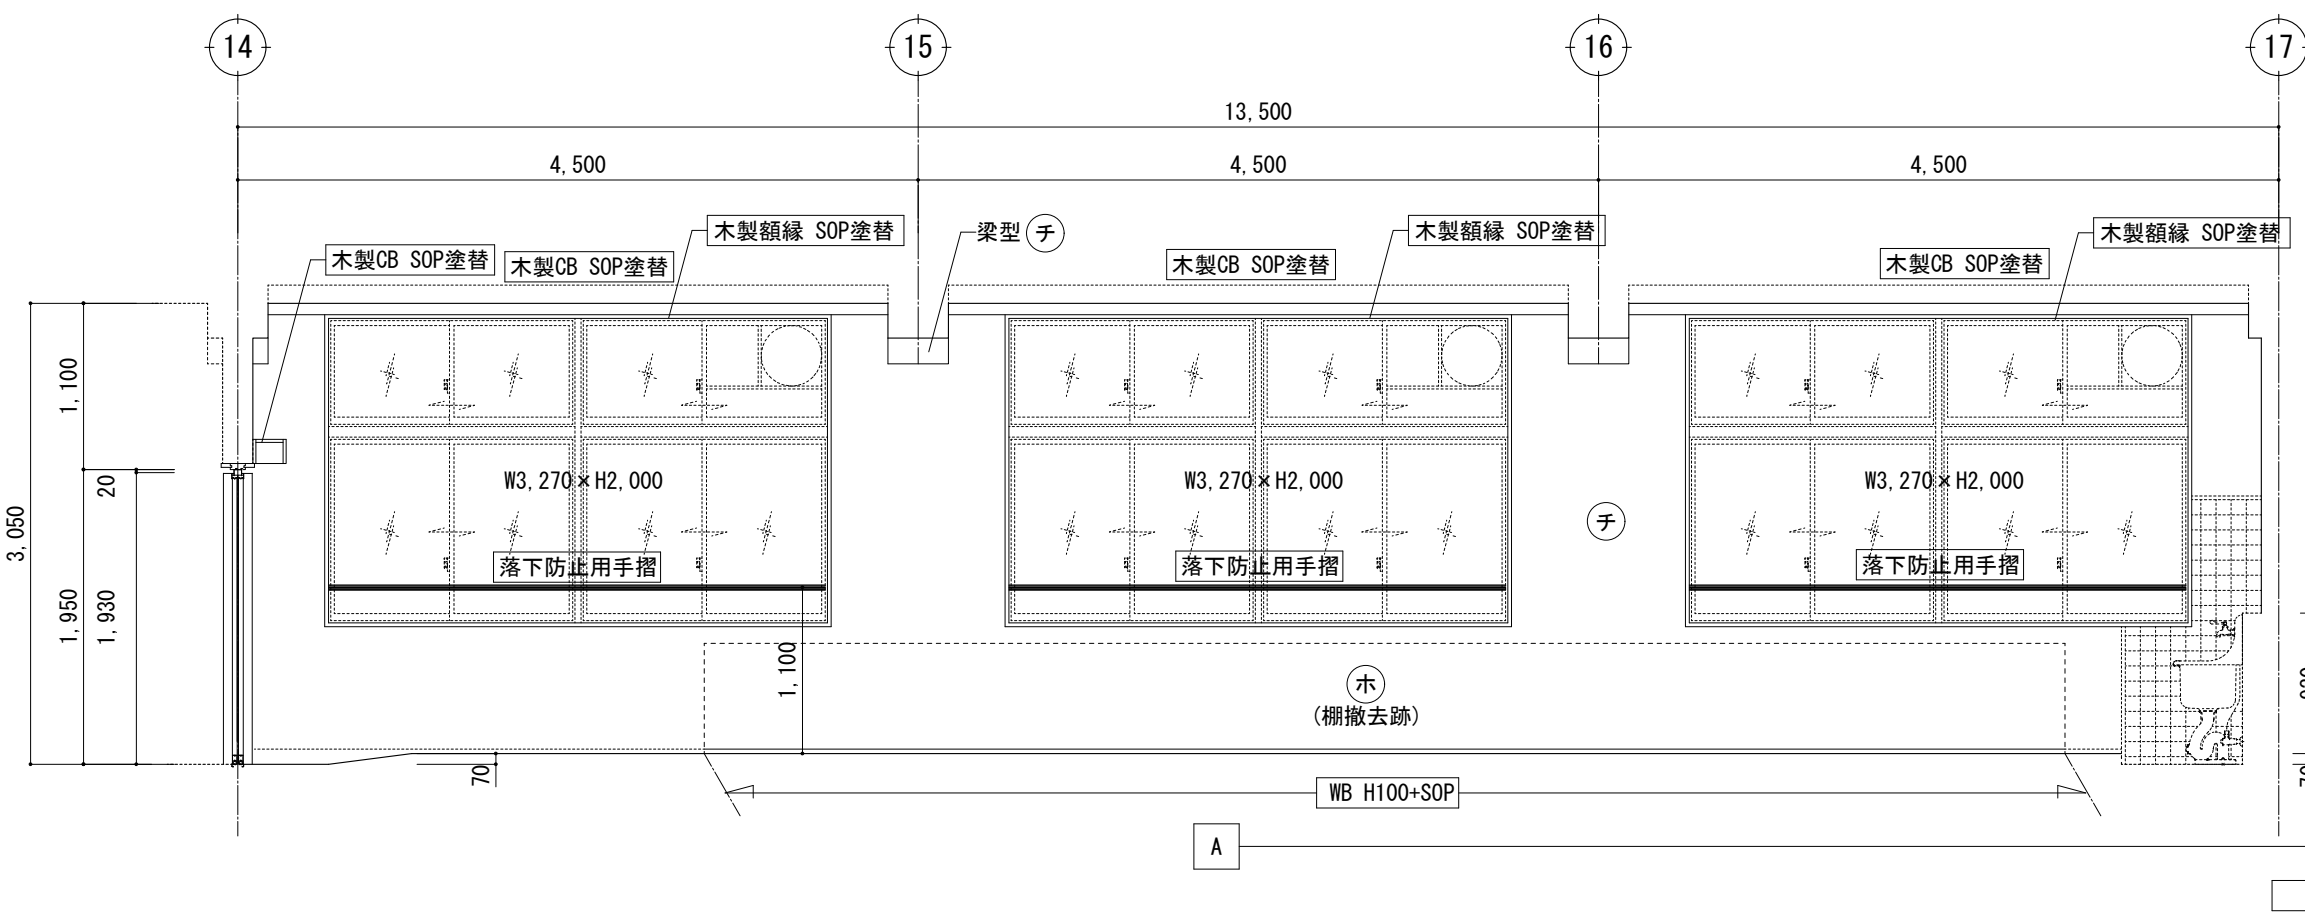 14
15
16
17
13,500
4,500
4,500
4,500
木製額縁 SOP塗替
梁型 チ
木製額縁 SOP塗替
木製額縁 SOP塗替
木製CB SOP塗替
木製CB SOP塗替
木製CB SOP塗替
木製CB SOP塗替
3,050
1,100
1,950
20
1,930
W3,270×H2,000
W3,270×H2,000
W3,270×H2,000
チ
落下防止用手摺
落下防止用手摺
落下防止用手摺
1,100
ホ
(棚撤去跡)
70
WB H100+SOP
A